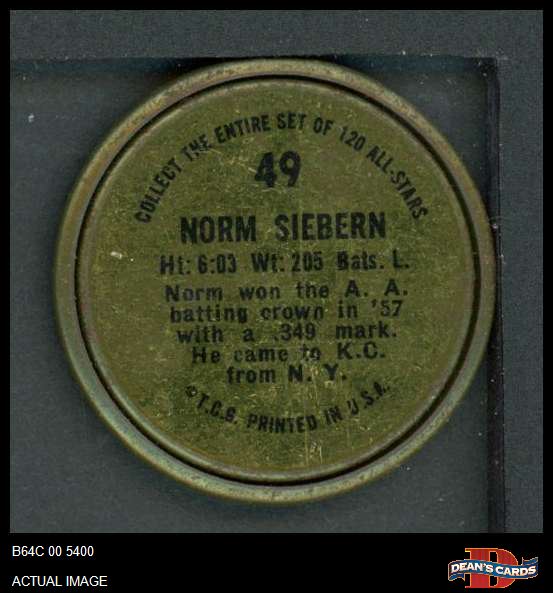 COLLECT THE ENTIRE SET OF 120 ALL-STARS
49
NORM SIEBERN
Ht: 6:03 Wt: 205 Bats. L.
Norm won the A. A.
batting crown in '57
with a .349 mark.
He came to K.C.
from N. Y.
©T.C.G. PRINTED IN U.S.A.
B64C 00 5400
ACTUAL IMAGE
D
DEAN'S CARDS